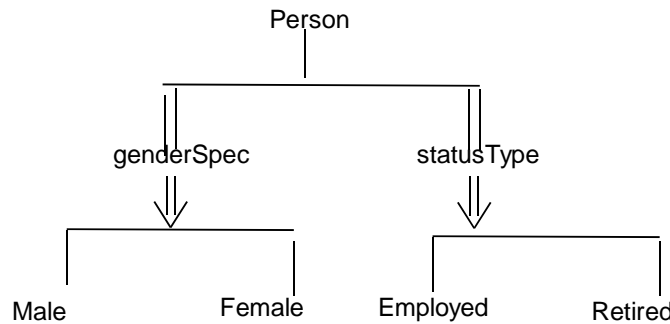 Person
genderSpec
statusType
Male
Female
Employed
Retired